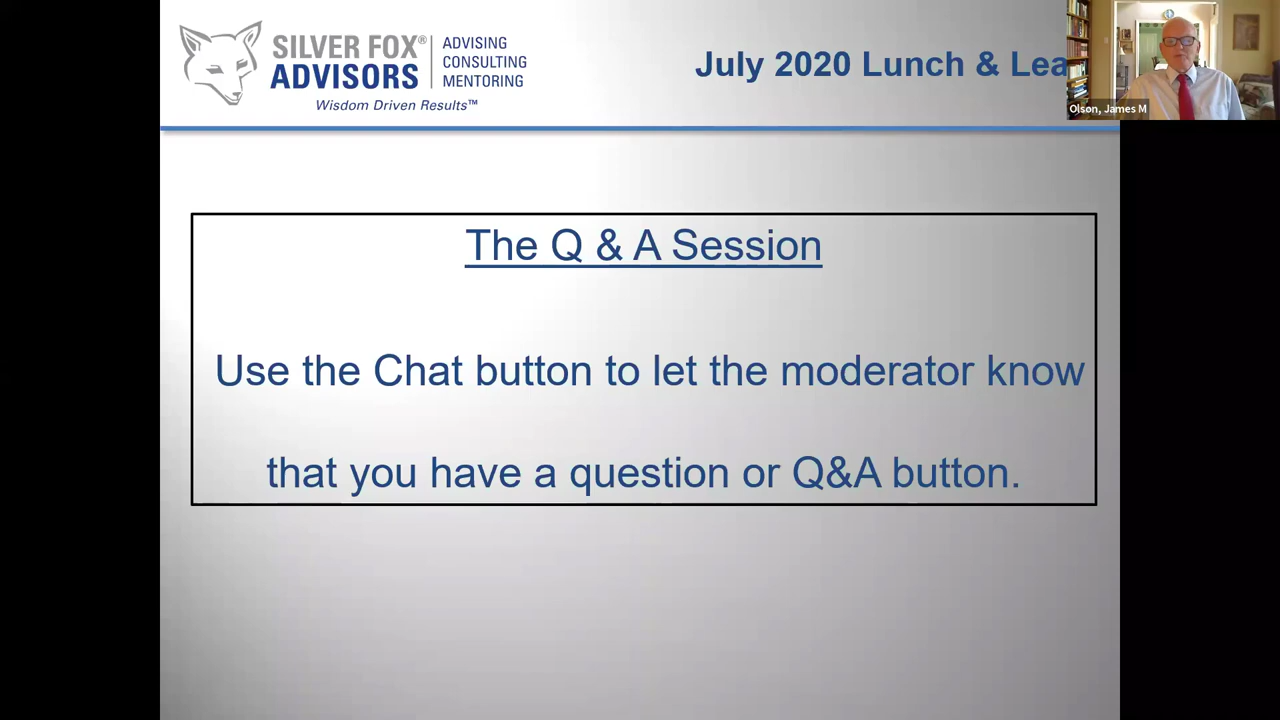 SILVER FOX®
ADVISORS
ADVISING
CONSULTING
MENTORING
Wisdom Driven Results™
July 2020 Lunch & Lea
Olson, James M
The Q & A Session
Use the Chat button to let the moderator know
that you have a question or Q&A button.